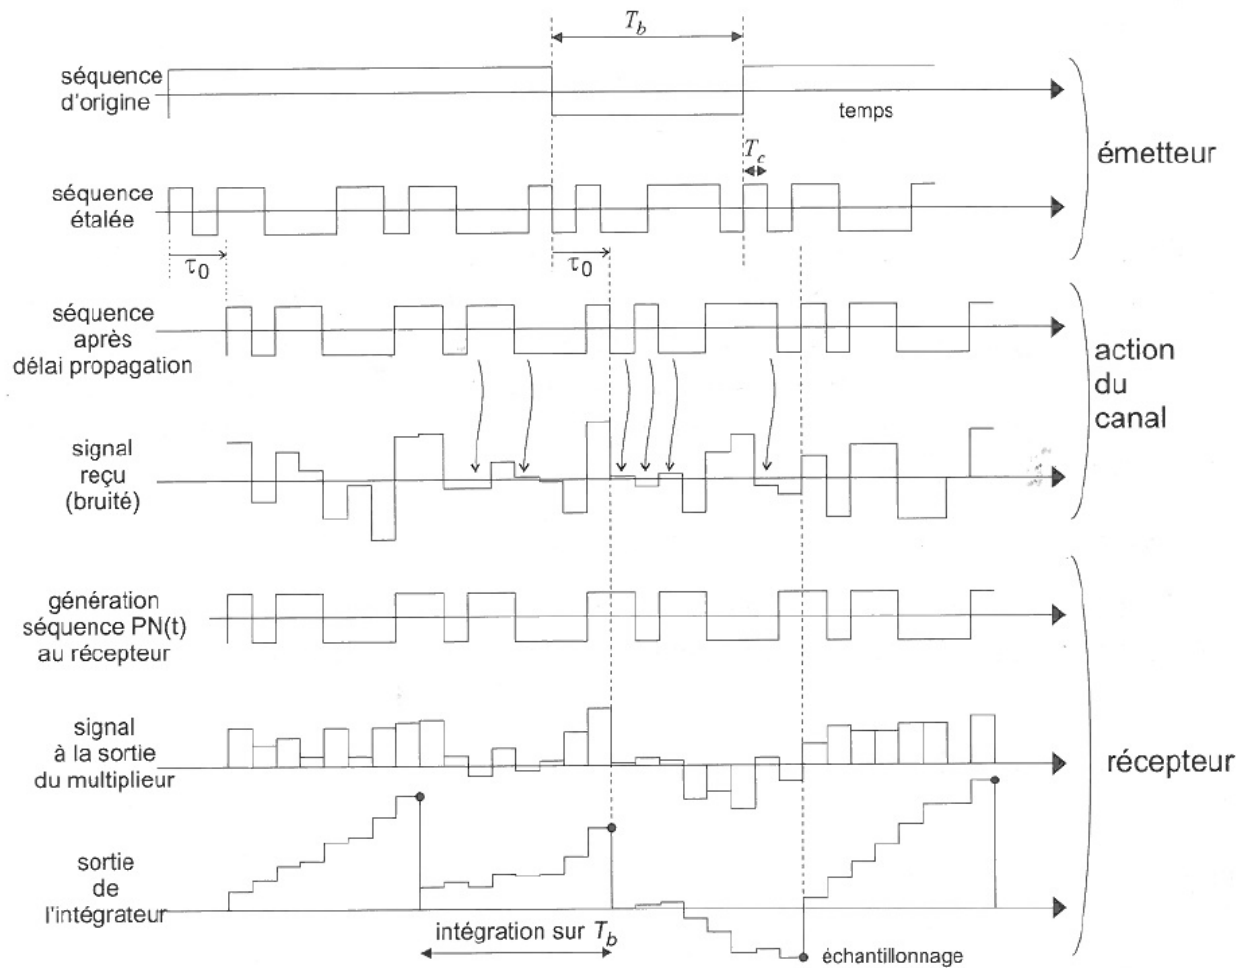 T_b
séquence
d'origine
temps
émetteur
T_c
séquence
étalée
τ0
τ0
séquence
après
délai propagation
action
du
canal
signal
reçu
(bruité)
génération
séquence PN(t)
au récepteur
signal
à la sortie
du multiplieur
récepteur
sortie
de
l'intégrateur
intégration sur T_b
échantillonnage